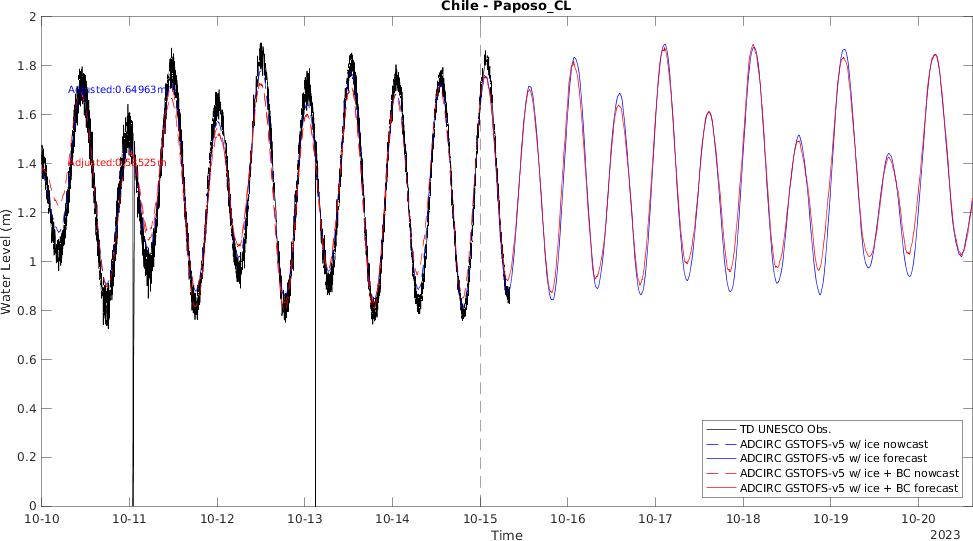 Chile - Paposo_CL
2
1.8
1.6
1.4
1.2
1
0.8
0.6
0.4
0.2
0
Water Level (m)
Adjusted:0.64963m
TD UNESCO Obs.
ADCIRC GSTOFS-v5 w/ ice nowcast
ADCIRC GSTOFS-v5 w/ ice forecast
ADCIRC GSTOFS-v5 w/ ice + BC nowcast
ADCIRC GSTOFS-v5 w/ ice + BC forecast
10-10 10-11 10-12 10-13 10-14 10-15 10-16 10-17 10-18 10-19 10-20
Time
2023